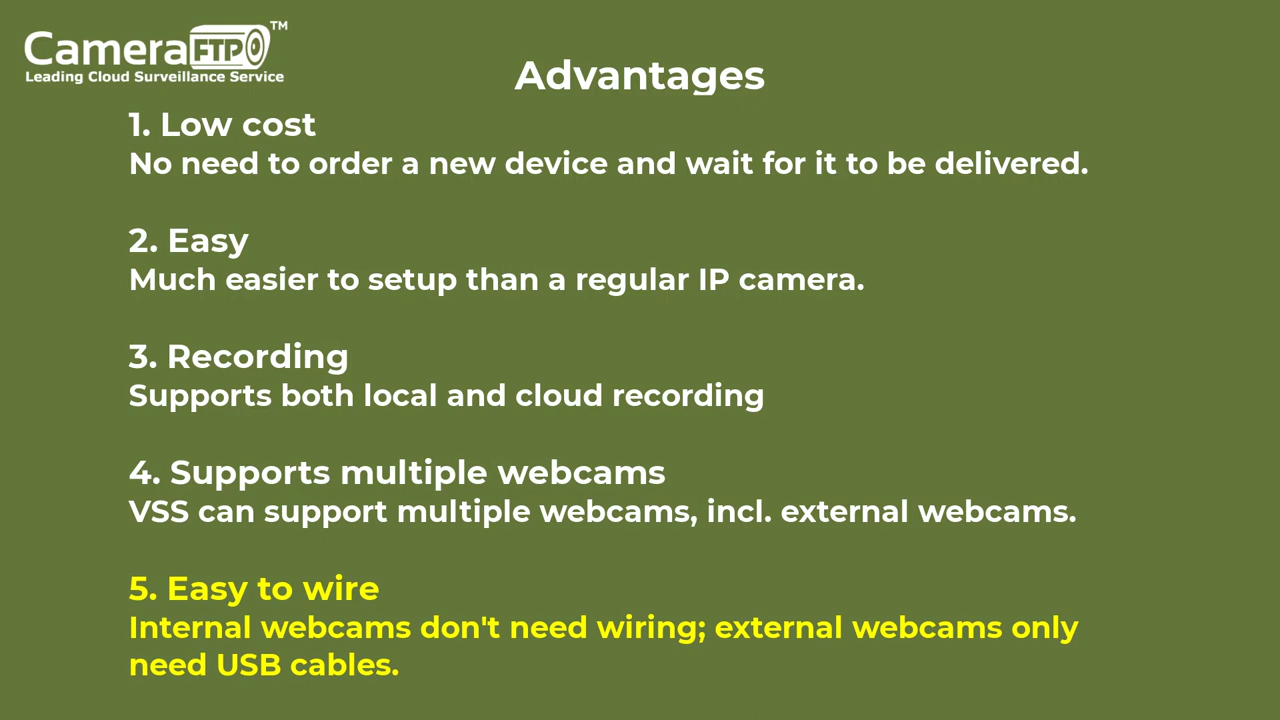 CameraFTP™
Leading Cloud Surveillance Service
Advantages
1. Low cost
No need to order a new device and wait for it to be delivered.
2. Easy
Much easier to setup than a regular IP camera.
3. Recording
Supports both local and cloud recording
4. Supports multiple webcams
VSS can support multiple webcams, incl. external webcams.
5. Easy to wire
Internal webcams don't need wiring; external webcams only
need USB cables.